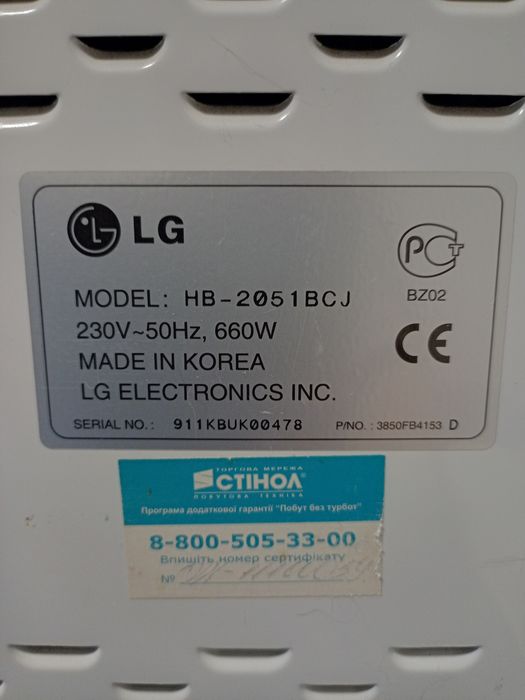 LG
PCT
BZ02
MODEL: HB-2051BCJ
230V~50Hz, 660W
CE
MADE IN KOREA
LG ELECTRONICS INC.
SERIAL NO.: 911KBUK00478 P/NO. : 3850FB4153 D
ТОРГОВА МЕРЕЖА
СТІНОЛ
ПОБУТОВА ТЕХНІКА
Програма додаткової гарантії "Побут без турбот"
8-800-505-33-00
Впишіть номер сертифікату
№